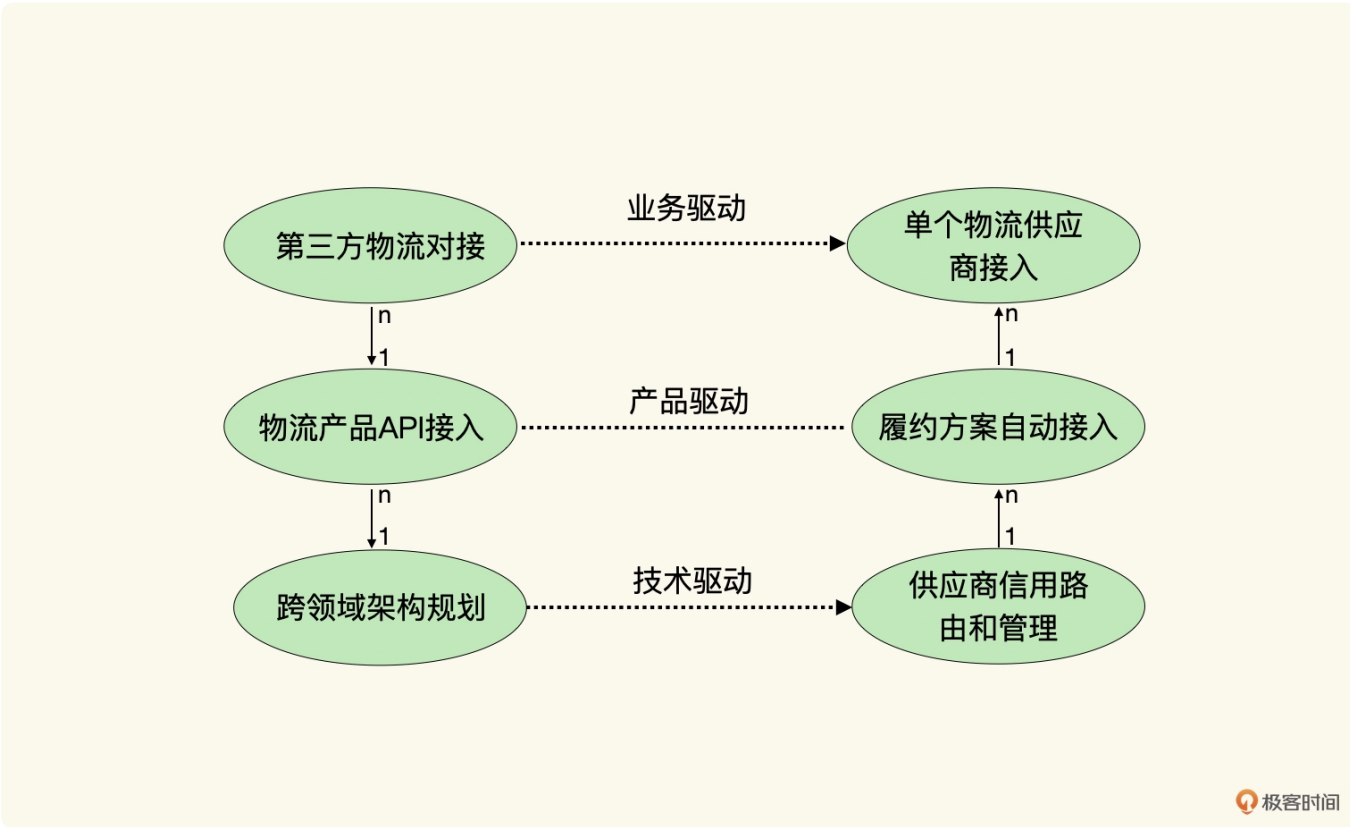 业务驱动
第三方物流对接
单个物流供应
商接入
n
n
1
1
产品驱动
物流产品API接入
履约方案自动接入
n
n
1
1
技术驱动
跨领域架构规划
供应商信用路
由和管理
极客时间